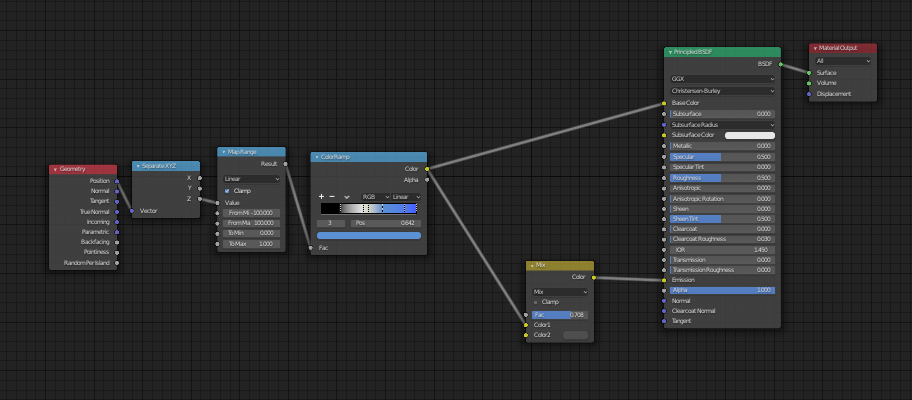 Geometry
Position
Normal
Tangent
True Normal
Incoming
Parametric
Backfacing
Pointiness
Random Per Island
Separate XYZ
X
Y
Z
Vector
Map Range
Result
Linear
Clamp
Value
From Mi -100.000
From Ma 100.000
To Min 0.000
To Max 1.000
ColorRamp
Color
Alpha
+ − RGB Linear
3 Pos 0.642
Fac
Mix
Color
Mix
Clamp
Fac 0.708
Color1
Color2
Principled BSDF
BSDF
GGX
Christensen-Burley
Base Color
Subsurface 0.000
Subsurface Radius
Subsurface Color
Metallic 0.000
Specular 0.500
Specular Tint 0.000
Roughness 0.500
Anisotropic 0.000
Anisotropic Rotation 0.000
Sheen 0.000
Sheen Tint 0.500
Clearcoat 0.000
Clearcoat Roughness 0.030
IOR 1.450
Transmission 0.000
Transmission Roughness 0.000
Emission
Alpha 1.000
Normal
Clearcoat Normal
Tangent
Material Output
All
Surface
Volume
Displacement